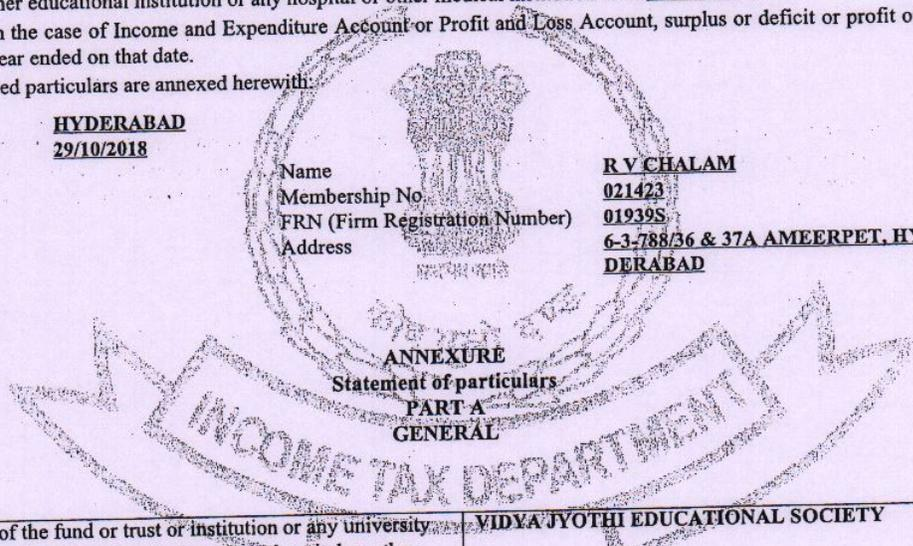 her educational institution or any hospital or other medical
n the case of Income and Expenditure Account or Profit and Loss Account, surplus or deficit or profit o
ear ended on that date.
ed particulars are annexed herewith:
HYDERABAD
29/10/2018
Name R V CHALAM
Membership No. 021423
FRN (Firm Registration Number) 01939S
Address 6-3-788/36 & 37A AMEERPET, HY
DERABAD
सत्यमेव जयते
ANNEXURE
Statement of particulars
PART A
GENERAL
INCOME TAX DEPARTMENT
of the fund or trust or institution or any university VIDYA JYOTHI EDUCATIONAL SOCIETY